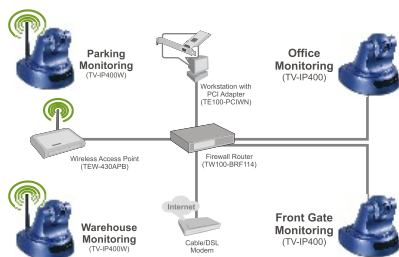 Parking
Monitoring
(TV-IP400W)
Workstation with
PCI Adapter
(TE100-PCIWN)
Office
Monitoring
(TV-IP400)
Wireless Access Point
(TEW-430APB)
Firewall Router
(TW100-BRF114)
Warehouse
Monitoring
(TV-IP400W)
Internet
Cable/DSL
Modem
Front Gate
Monitoring
(TV-IP400)